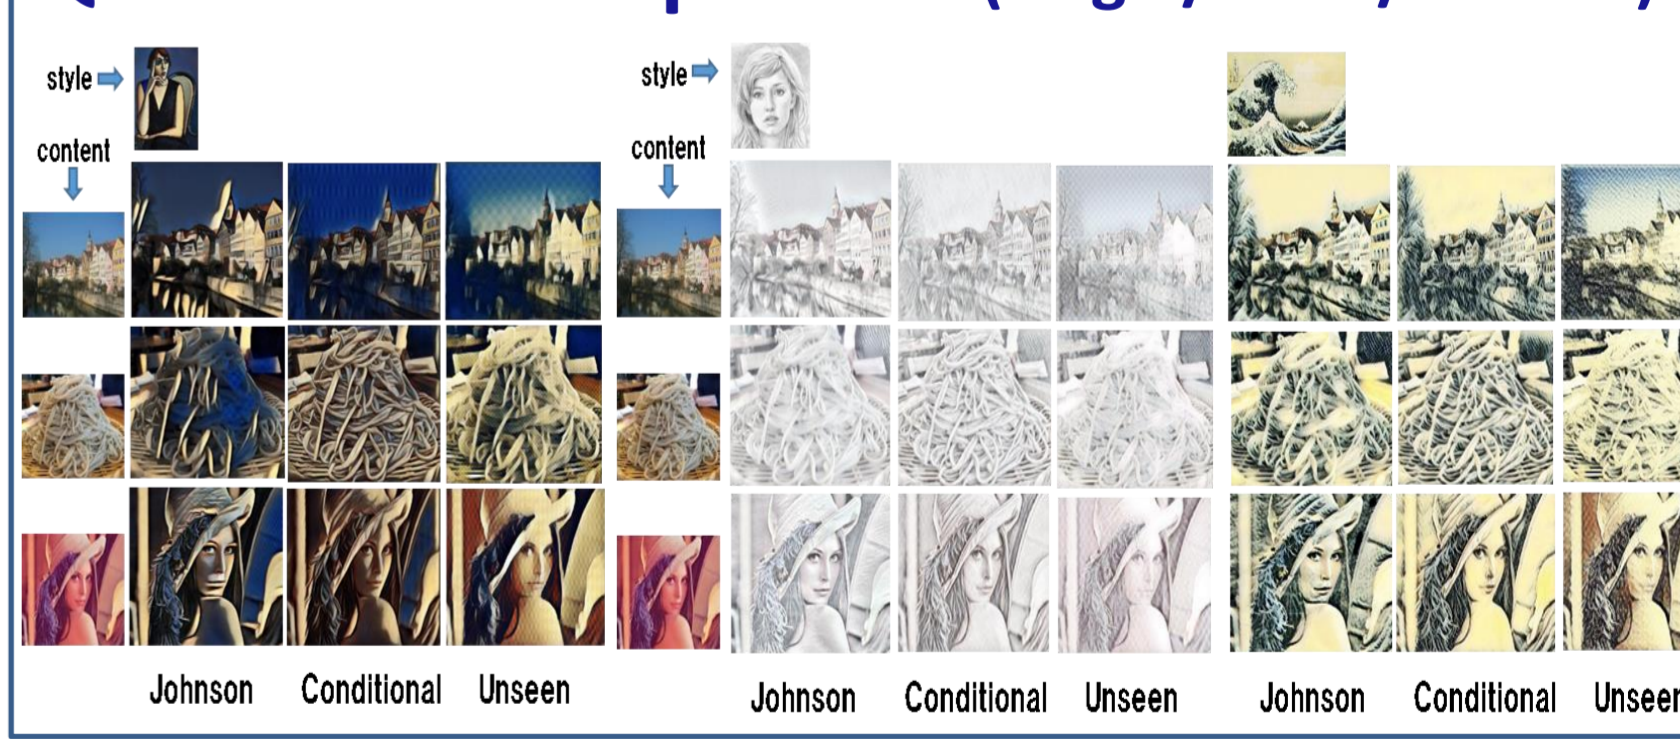 style
content
Johnson Conditional Unseen
style
content
Johnson Conditional Unseen
Johnson Conditional